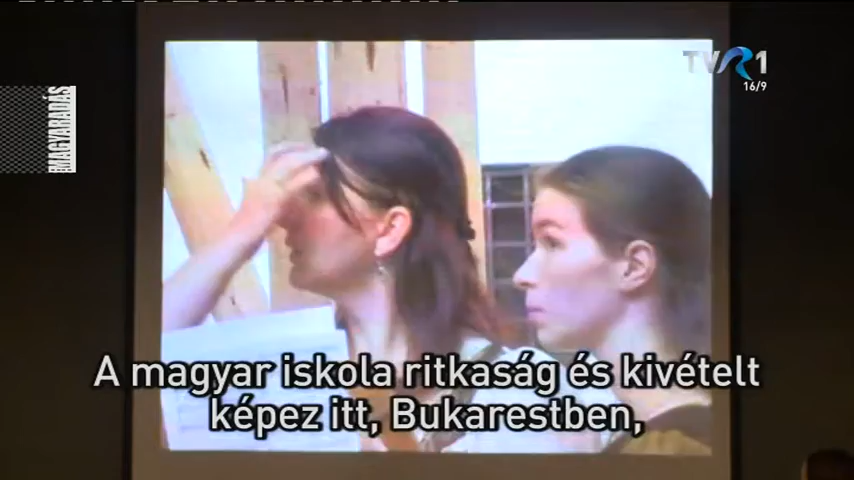 TVR1
16/9
MAGYARADÁS
A magyar iskola ritkaság és kivételt
képez itt, Bukarestben,